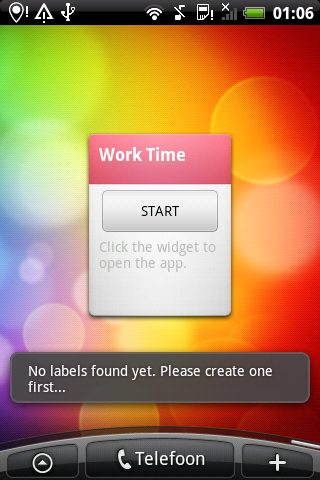 01:06
Work Time
START
Click the widget to
open the app.
No labels found yet. Please create one
first...
Telefoon